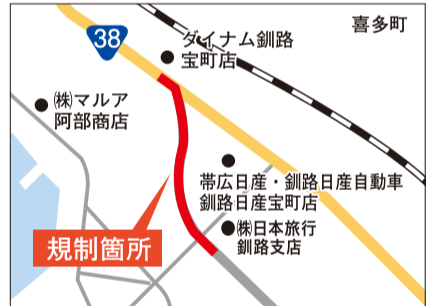 喜多町
38
ダイナム釧路
宝町店
㈱マルア
阿部商店
帯広日産・釧路日産自動車
釧路日産宝町店
㈱日本旅行
釧路支店
規制箇所